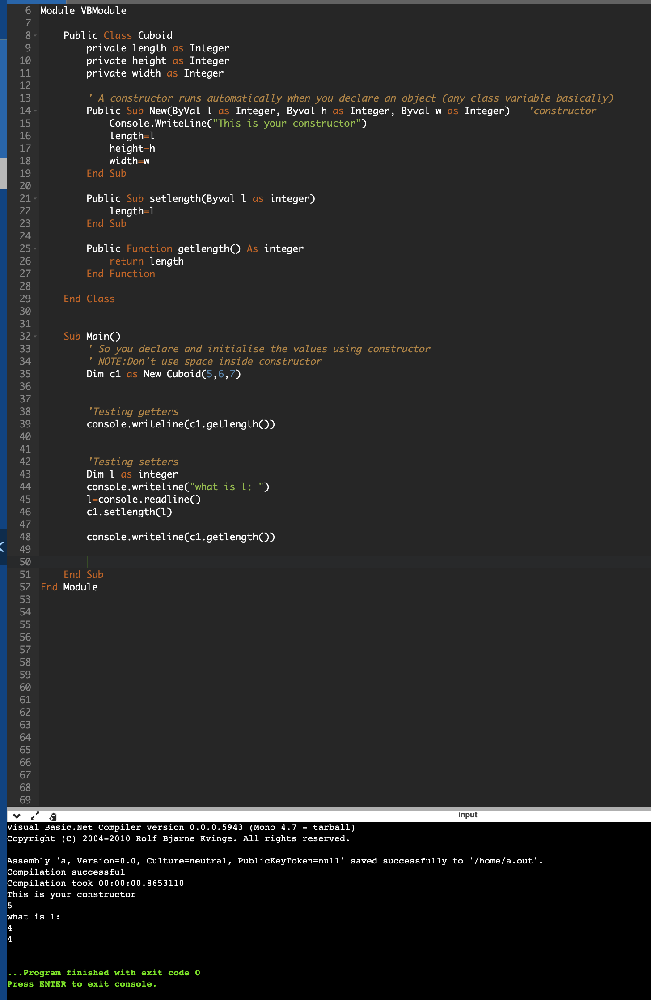 6 Module VBModule
7
8 Public Class Cuboid
9 private length as Integer
10 private height as Integer
11 private width as Integer
12
13 ' A constructor runs automatically when you declare an object (any class variable basically)
14 Public Sub New(ByVal l as Integer, Byval h as Integer, Byval w as Integer) 'constructor
15 Console.WriteLine("This is your constructor")
16 length=l
17 height=h
18 width=w
19 End Sub
20
21 Public Sub setlength(Byval l as integer)
22 length=l
23 End Sub
24
25 Public Function getlength() As integer
26 return length
27 End Function
28
29 End Class
30
31
32 Sub Main()
33 ' So you declare and initialise the values using constructor
34 ' NOTE:Don't use space inside constructor
35 Dim c1 as New Cuboid(5,6,7)
36
37
38 'Testing getters
39 console.writeline(c1.getlength())
40
41
42 'Testing setters
43 Dim l as integer
44 console.writeline("what is l: ")
45 l=console.readline()
46 c1.setlength(l)
47
48 console.writeline(c1.getlength())
49
50
51 End Sub
52 End Module
53
54
55
56
57
58
59
60
61
62
63
64
65
66
67
68
69
input
Visual Basic.Net Compiler version 0.0.0.5943 (Mono 4.7 - tarball)
Copyright (C) 2004-2010 Rolf Bjarne Kvinge. All rights reserved.
Assembly 'a, Version=0.0, Culture=neutral, PublicKeyToken=null' saved successfully to '/home/a.out'.
Compilation successful
Compilation took 00:00:00.8653110
This is your constructor
5
what is l:
4
4
...Program finished with exit code 0
Press ENTER to exit console.